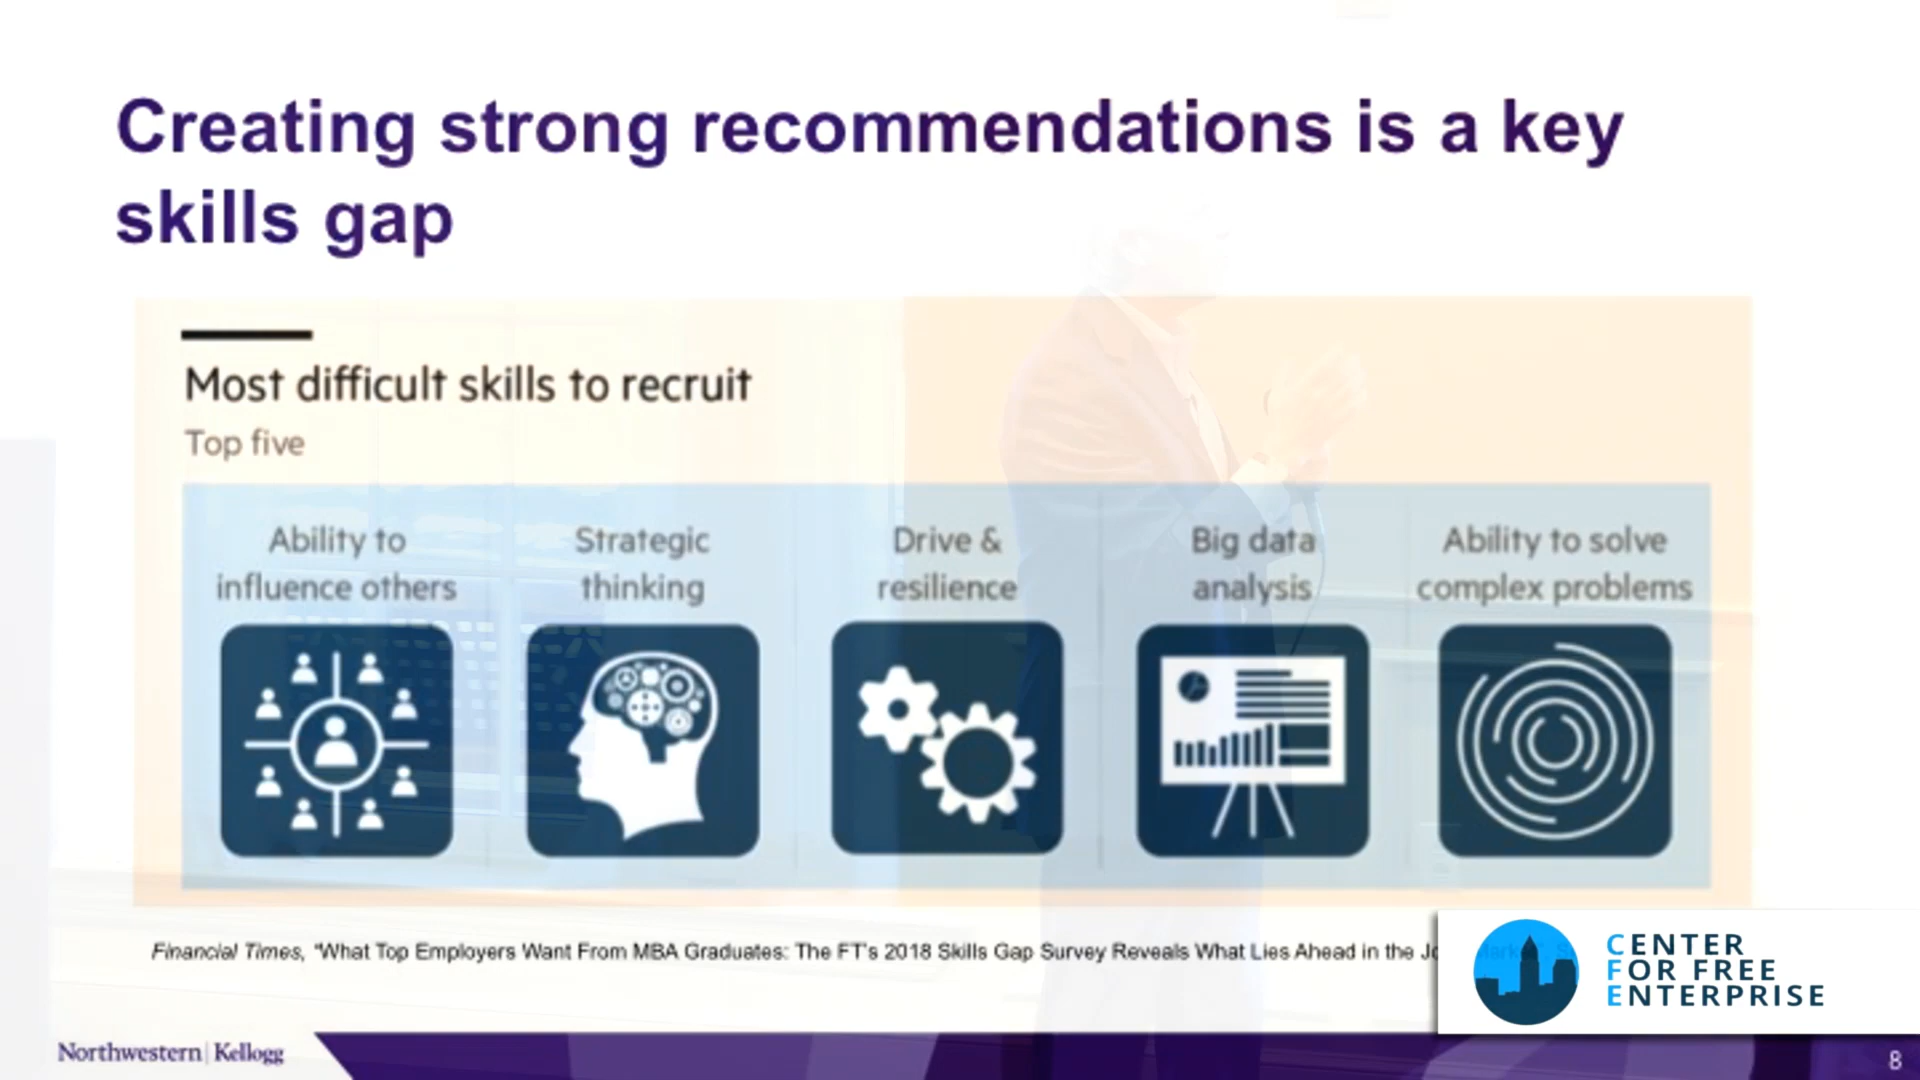 Creating strong recommendations is a key
skills gap
Most difficult skills to recruit
Top five
Ability to
influence others
Strategic
thinking
Drive &
resilience
Big data
analysis
Ability to solve
complex problems
Financial Times, "What Top Employers Want From MBA Graduates: The FT's 2018 Skills Gap Survey Reveals What Lies Ahead in the
CENTER
FOR FREE
ENTERPRISE
Northwestern | Kellogg
8